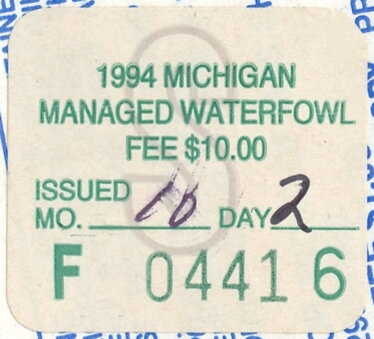 1994 MICHIGAN
MANAGED WATERFOWL
FEE $10.00
ISSUED
MO. 10 DAY 2
F 04416